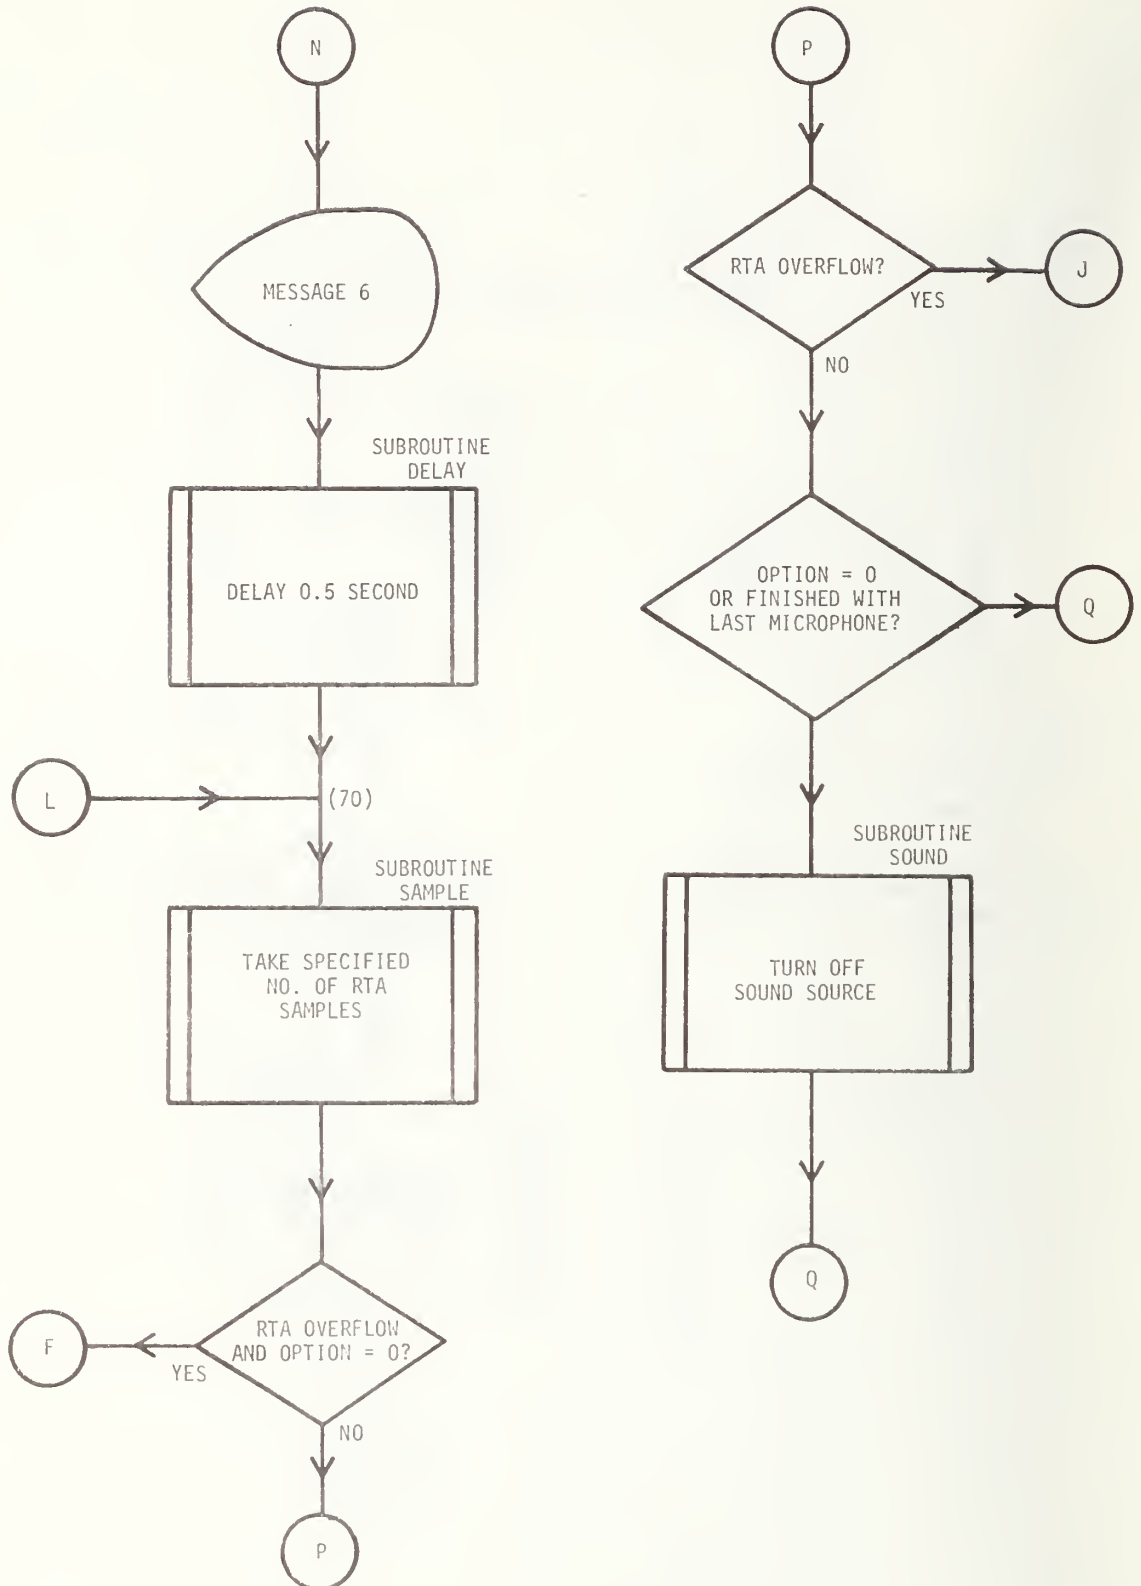 N
MESSAGE 6
SUBROUTINE
DELAY
DELAY 0.5 SECOND
L
(70)
SUBROUTINE
SAMPLE
TAKE SPECIFIED
NO. OF RTA
SAMPLES
RTA OVERFLOW
AND OPTION = 0?
F
YES
NO
P
P
RTA OVERFLOW?
J
YES
NO
OPTION = 0
OR FINISHED WITH
LAST MICROPHONE?
Q
SUBROUTINE
SOUND
TURN OFF
SOUND SOURCE
Q